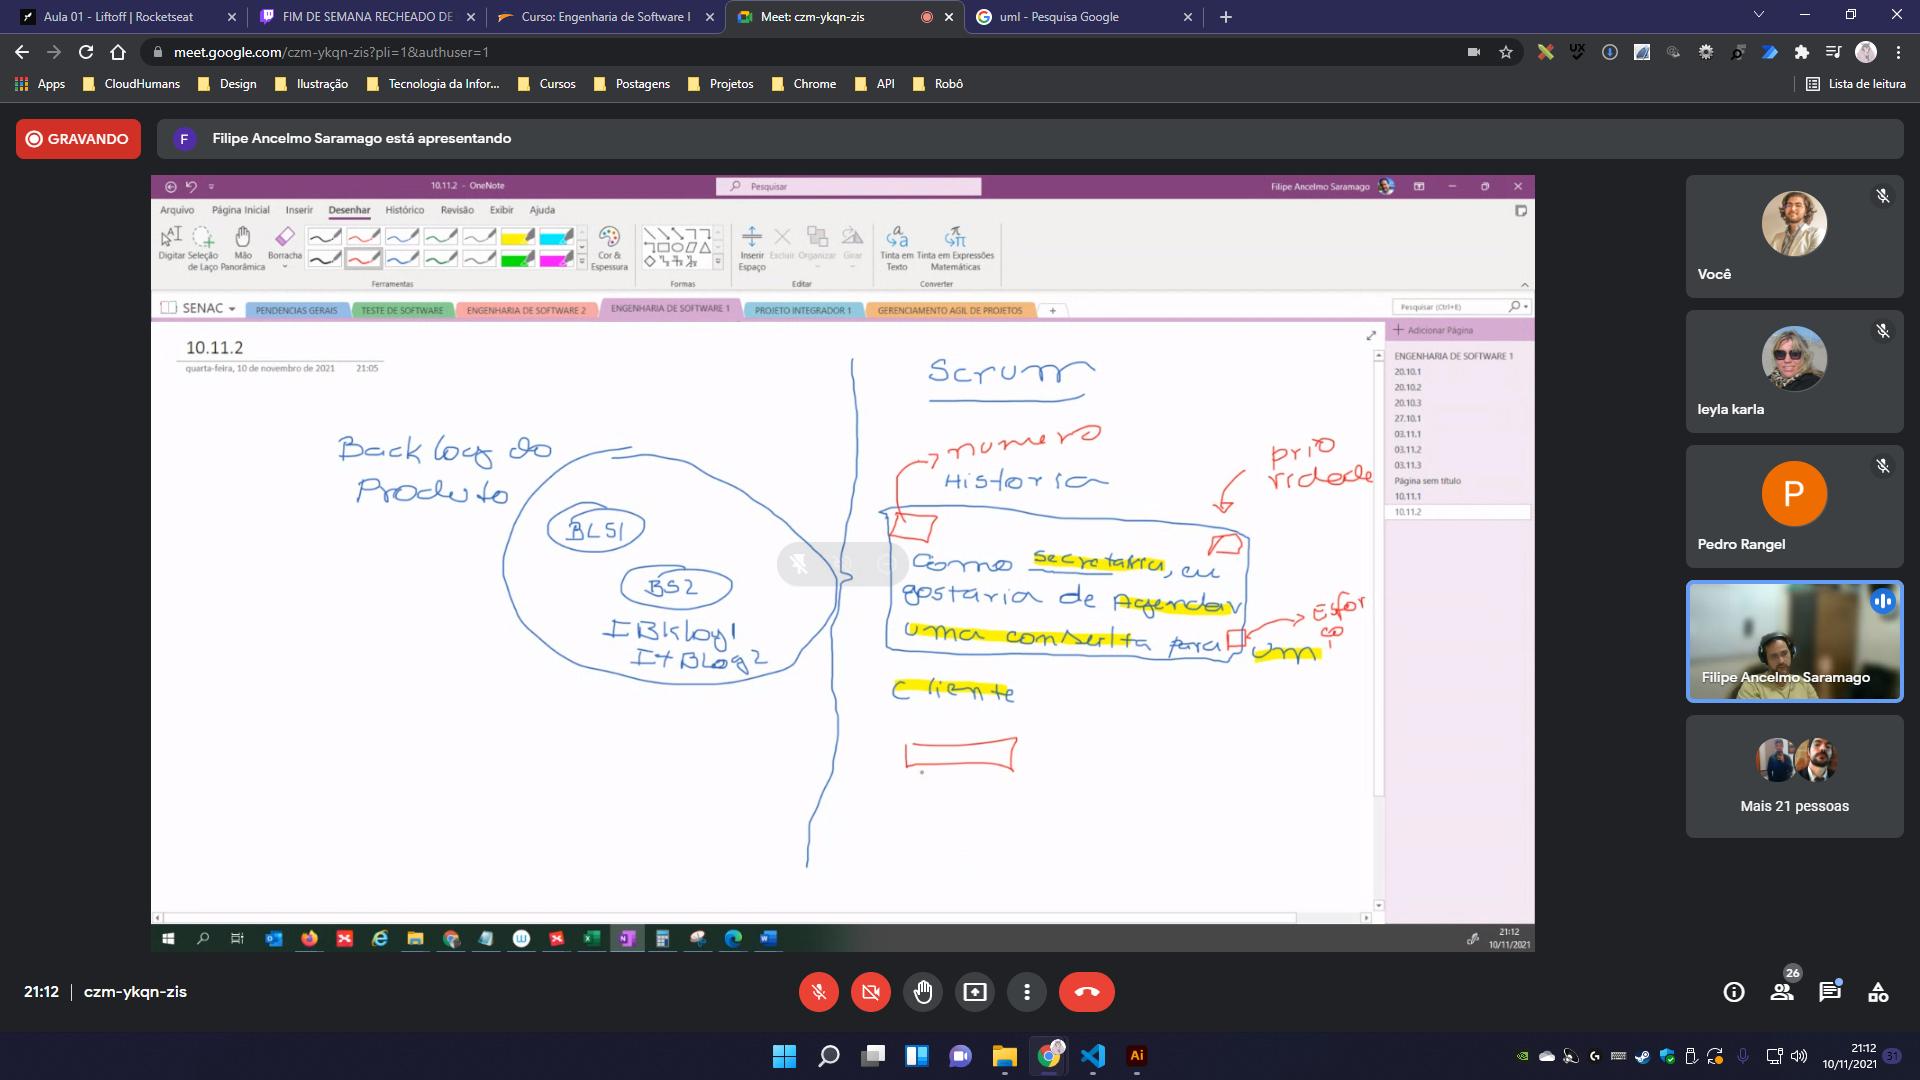 Aula 01 - Liftoff | Rocketseat
FIM DE SEMANA RECHEADO DE
Curso: Engenharia de Software I
Meet: czm-ykqn-zis
uml - Pesquisa Google
meet.google.com/czm-ykqn-zis?pli=1&authuser=1
Apps
CloudHumans
Design
Ilustração
Tecnologia da Infor...
Cursos
Postagens
Projetos
Chrome
API
Robô
Lista de leitura
GRAVANDO
F
Filipe Ancelmo Saramago está apresentando
10.11.2 - OneNote
Pesquisar
Filipe Ancelmo Saramago
Arquivo
Página Inicial
Inserir
Desenhar
Histórico
Revisão
Exibir
Ajuda
Digitar
Seleção de Laço
Mão Panorâmica
Borracha
Cor & Espessura
Inserir Espaço
Excluir
Organizar
Girar
Tinta em Texto
Tinta em Expressões Matemáticas
Ferramentas
Formas
Editar
Converter
SENAC
PENDENCIAS GERAIS
TESTE DE SOFTWARE
ENGENHARIA DE SOFTWARE 2
ENGENHARIA DE SOFTWARE 1
PROJETO INTEGRADOR 1
GERENCIAMENTO AGIL DE PROJETOS
Pesquisar (Ctrl+E)
10.11.2
quarta-feira, 10 de novembro de 2021
21:05
Backlog do
Produto
BLS1
BS2
IBKlog1
ItBLog2
Scrum
numero
Historia
prio
ridade
Como secretária, eu
gostaria de Agendar
uma consulta para um
cliente
Esfor
ço
Adicionar Página
ENGENHARIA DE SOFTWARE 1
20.10.1
20.10.2
20.10.3
27.10.1
03.11.1
03.11.2
03.11.3
Página sem título
10.11.1
10.11.2
21:12
10/11/2021
Você
leyla karla
P
Pedro Rangel
Filipe Ancelmo Saramago
Mais 21 pessoas
21:12 | czm-ykqn-zis
26
Ai
21:12
10/11/2021
31